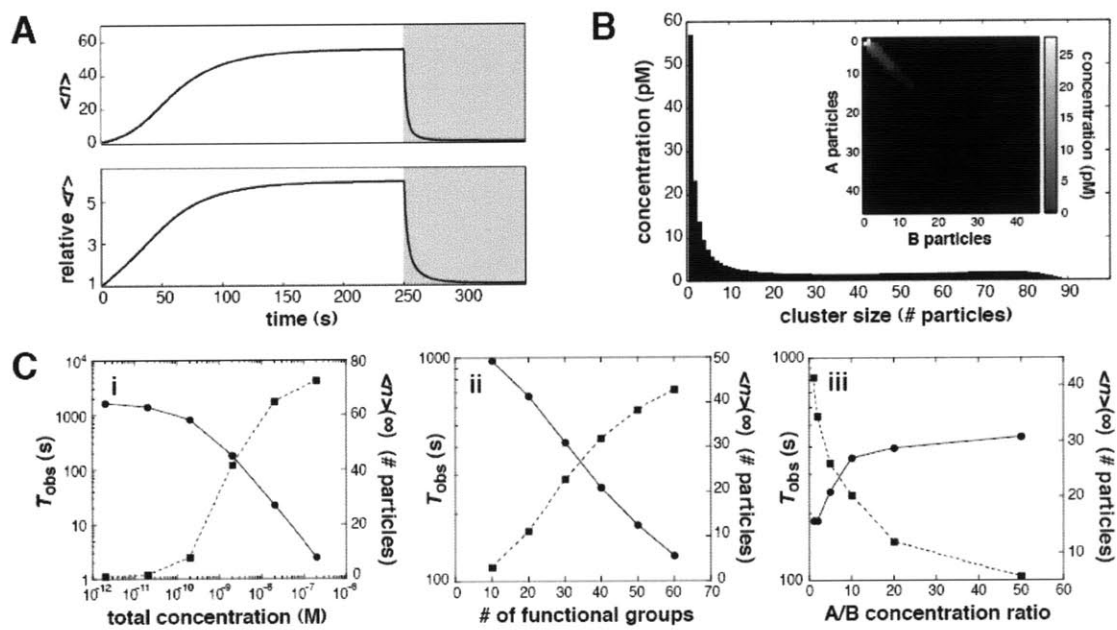 A
<n>
60
40
20
0
relative <r>
5
3
1
0 50 100 150 200 250 300
time (s)
B
concentration (pM)
60
50
40
30
20
10
0
0 10 20 30 40 50 60 70 80 90 100
cluster size (# particles)
A particles
0
10
20
30
40
0 10 20 30 40
B particles
25
20
15
10
5
0
concentration (pM)
C
i
T_obs (s)
10⁴
1000
100
10
1
10⁻¹² 10⁻¹¹ 10⁻¹⁰ 10⁻⁹ 10⁻⁸ 10⁻⁷ 10⁻⁶
total concentration (M)
80
60
40
20
0
<n>(∞) (# particles)
ii
T_obs (s)
1000
100
0 10 20 30 40 50 60 70
# of functional groups
50
40
30
20
10
0
<n>(∞) (# particles)
iii
T_obs (s)
1000
100
0 10 20 30 40 50 60
A/B concentration ratio
40
30
20
10
<n>(∞) (# particles)